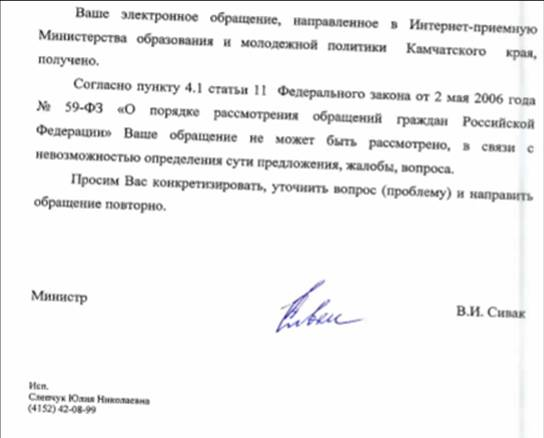 Ваше электронное обращение, направленное в Интернет-приемную
Министерства образования и молодежной политики Камчатского края,
получено.
Согласно пункту 4.1 статьи 11 Федерального закона от 2 мая 2006 года
№ 59-ФЗ «О порядке рассмотрения обращений граждан Российской
Федерации» Ваше обращение не может быть рассмотрено, в связи с
невозможностью определения сути предложения, жалобы, вопроса.
Просим Вас конкретизировать, уточнить вопрос (проблему) и направить
обращение повторно.
Министр
В.И. Сивак
Исп.
Слепчук Юлия Николаевна
(4152) 42-08-99